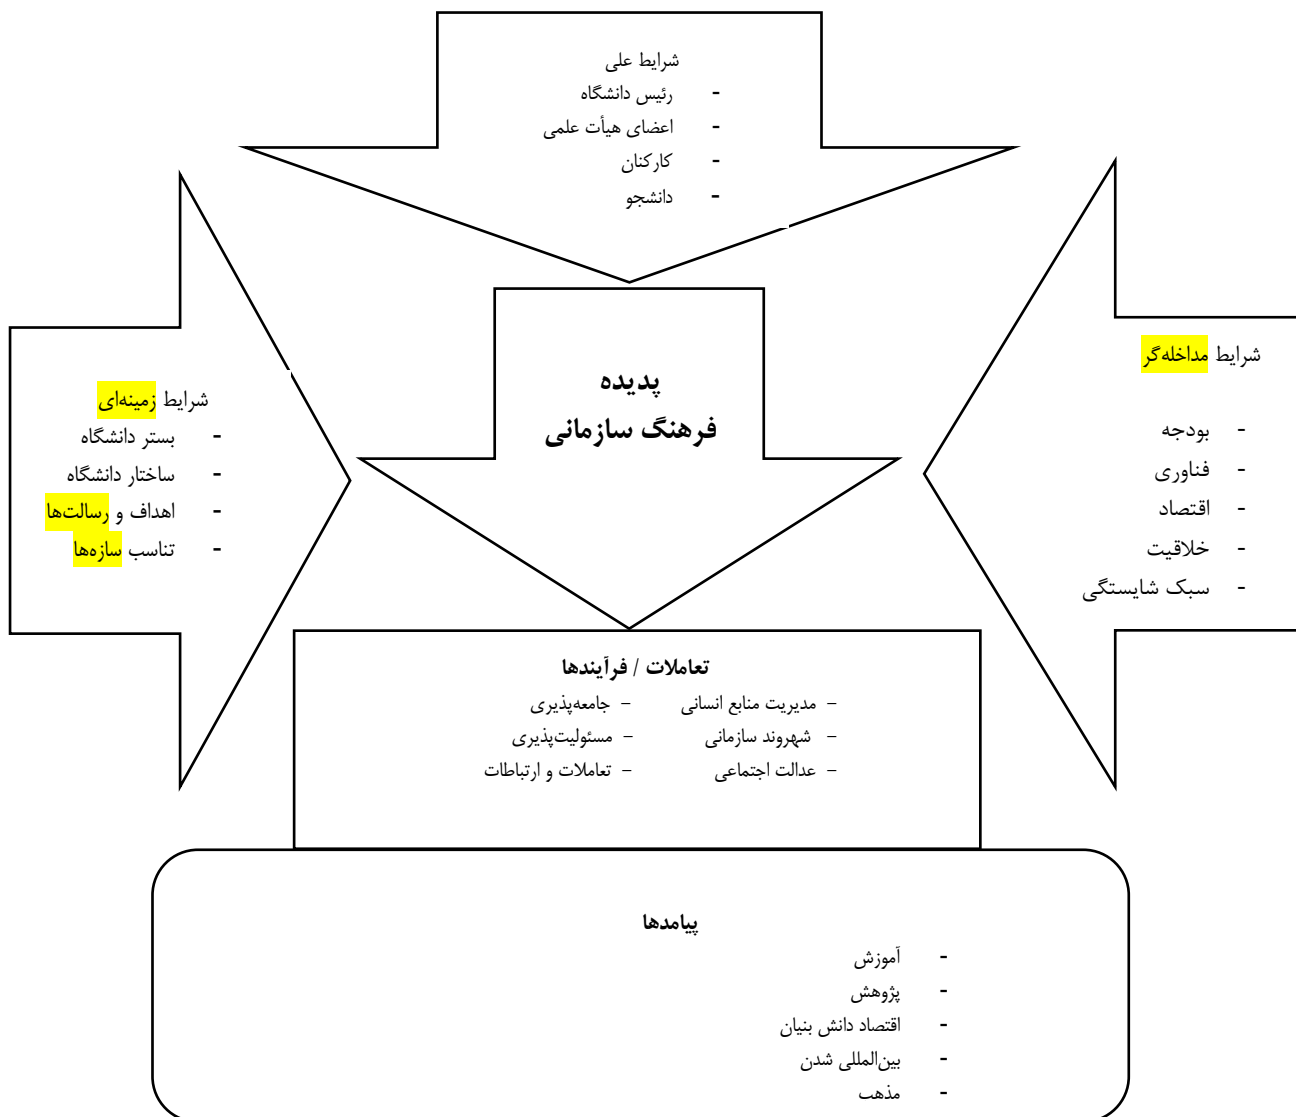 شرایط علی
- رئیس دانشگاه
- اعضای هیأت علمی
- کارکنان
- دانشجو
شرایط مداخله‌گر
- بودجه
- فناوری
- اقتصاد
- خلاقیت
- سبک شایستگی
پدیده
فرهنگ سازمانی
شرایط زمینه‌ای
- بستر دانشگاه
- ساختار دانشگاه
- اهداف و رسالت‌ها
- تناسب سازه‌ها
تعاملات / فرآیندها
– مدیریت منابع انسانی – جامعه‌پذیری
– شهروند سازمانی – مسئولیت‌پذیری
– عدالت اجتماعی – تعاملات و ارتباطات
پیامدها
- آموزش
- پژوهش
- اقتصاد دانش بنیان
- بین‌المللی شدن
- مذهب